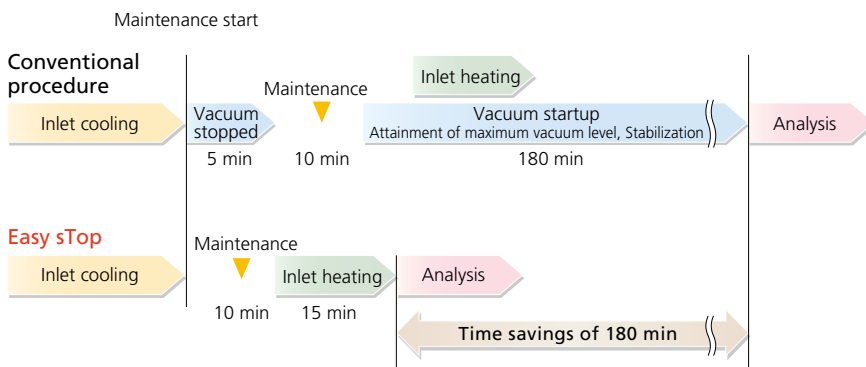 Maintenance start
Conventional
procedure
Inlet cooling
Vacuum
stopped
5 min
Maintenance
10 min
Inlet heating
Vacuum startup
Attainment of maximum vacuum level, Stabilization
180 min
Analysis
Easy sTop
Inlet cooling
Maintenance
10 min
Inlet heating
15 min
Analysis
Time savings of 180 min